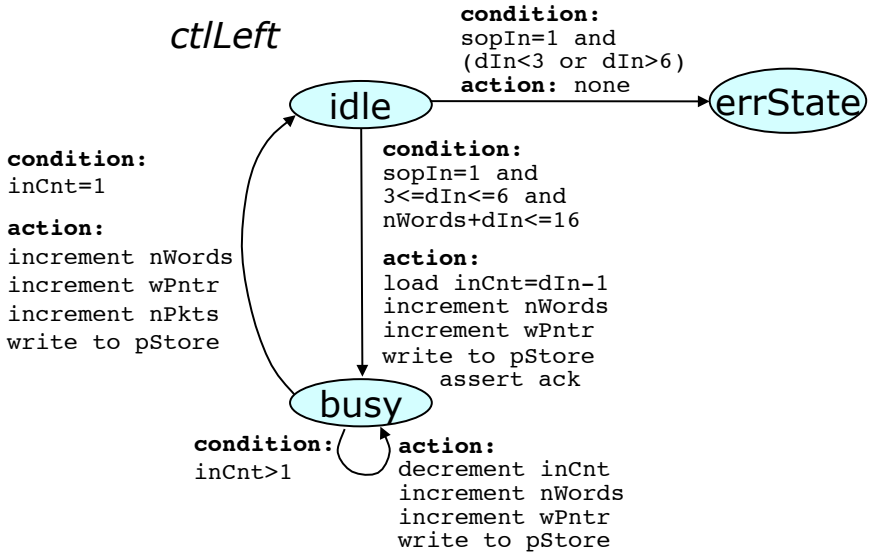 ctlLeft
condition:
sopIn=1 and
(dIn<3 or dIn>6)
action: none
idle
errState
condition:
inCnt=1
action:
increment nWords
increment wPntr
increment nPkts
write to pStore
condition:
sopIn=1 and
3<=dIn<=6 and
nWords+dIn<=16
action:
load inCnt=dIn-1
increment nWords
increment wPntr
write to pStore
assert ack
busy
condition:
inCnt>1
action:
decrement inCnt
increment nWords
increment wPntr
write to pStore